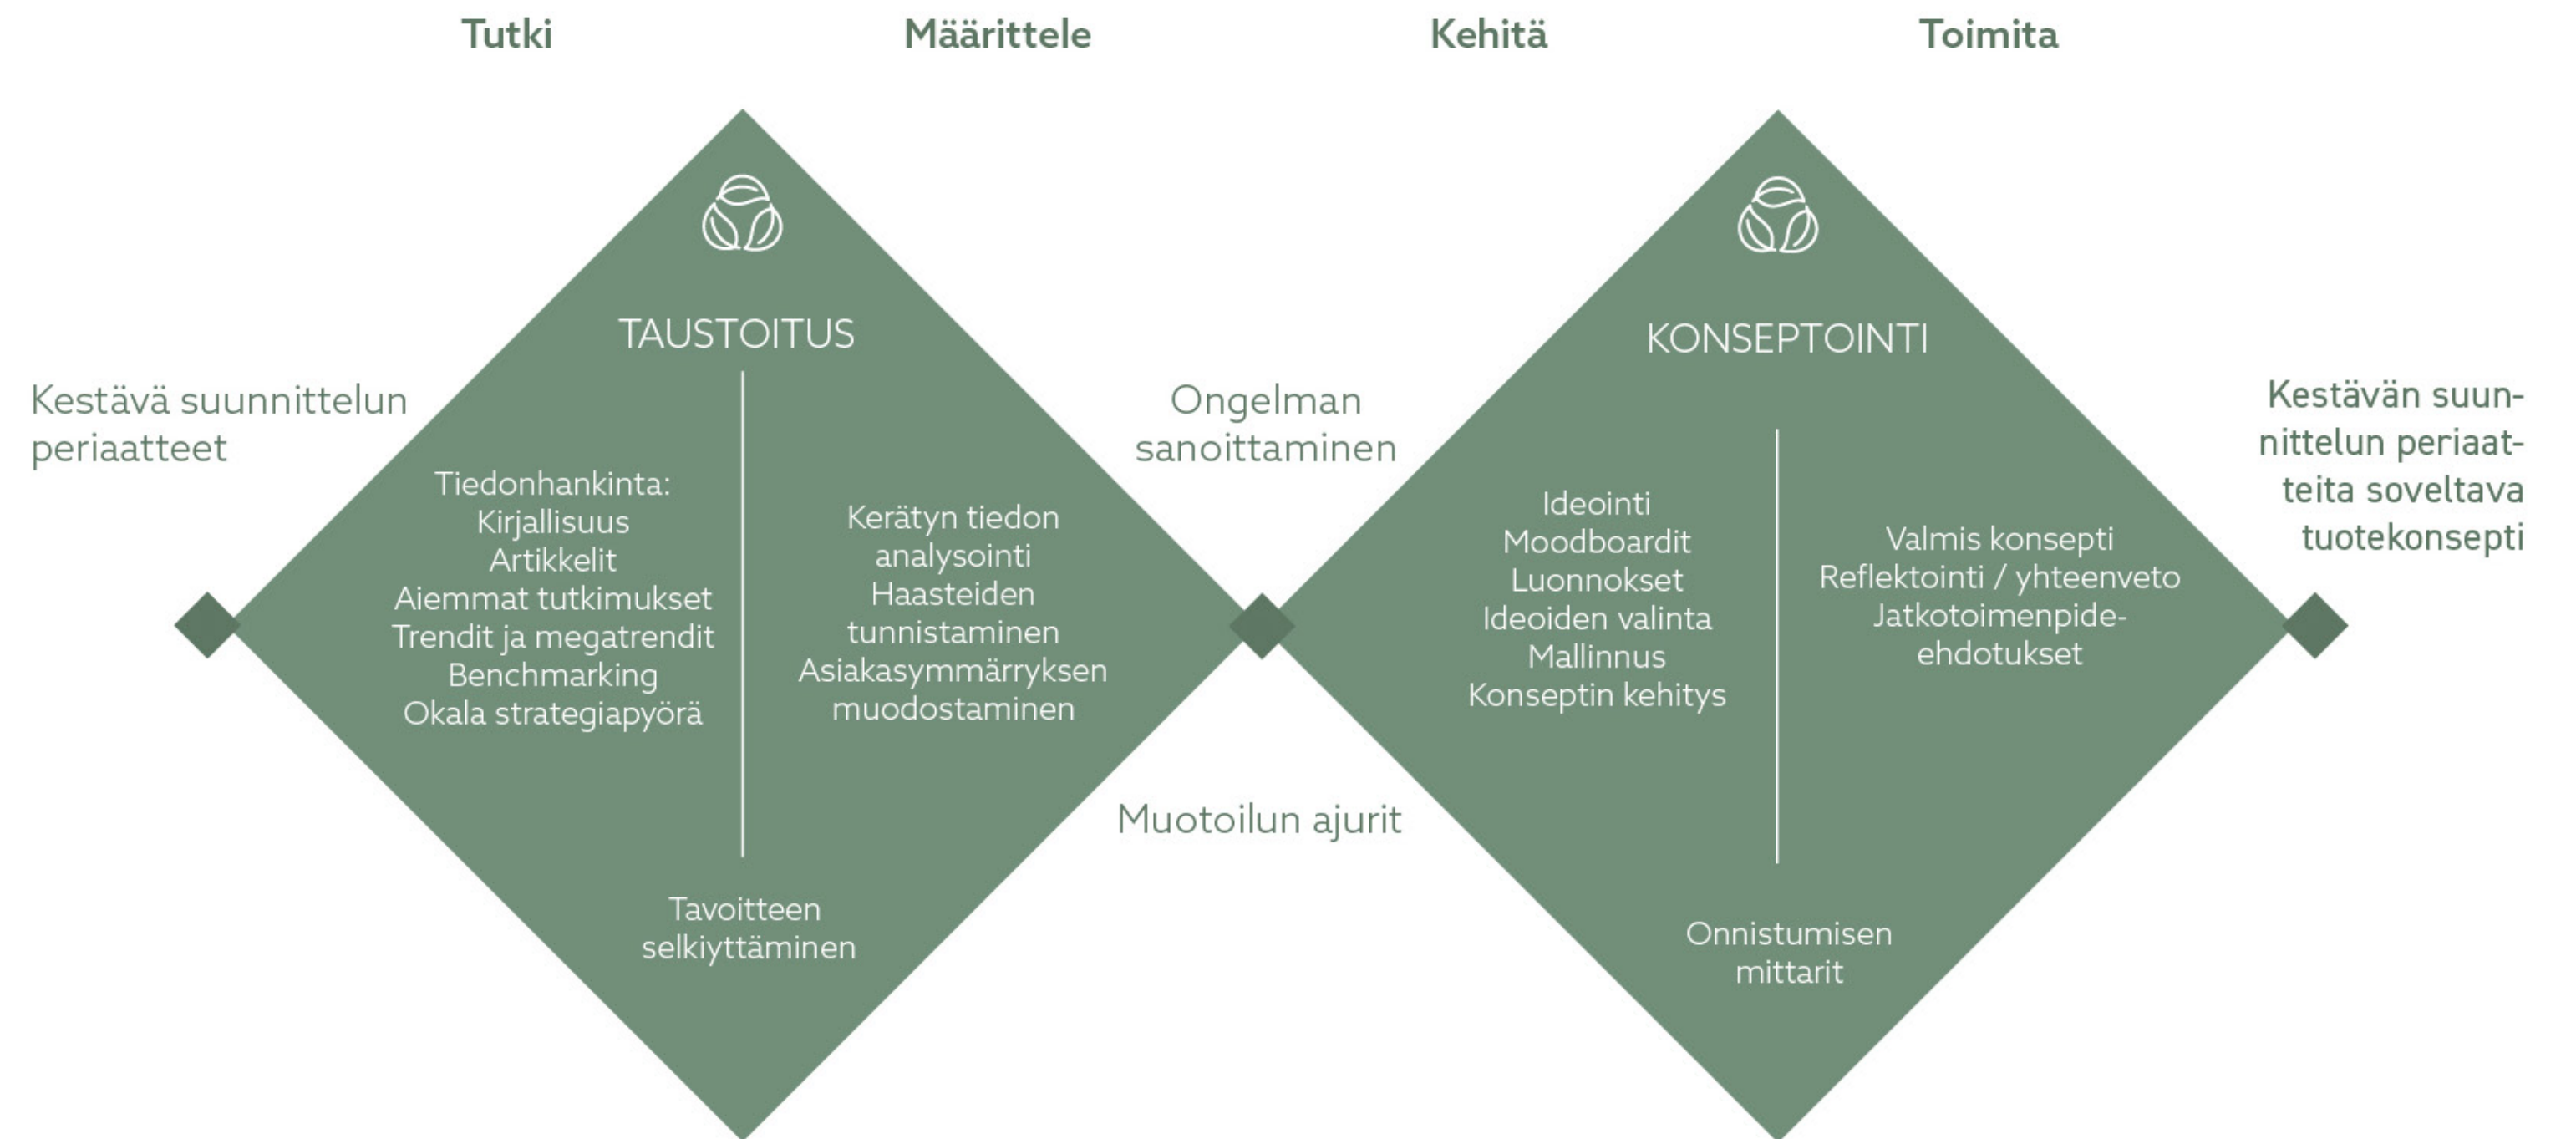 Tutki
Määrittele
Kehitä
Toimita
Kestävä suunnittelun
periaatteet
TAUSTOITUS
Tiedonhankinta:
Kirjallisuus
Artikkelit
Aiemmat tutkimukset
Trendit ja megatrendit
Benchmarking
Okala strategiapyörä
Kerätyn tiedon
analysointi
Haasteiden
tunnistaminen
Asiakasymmärryksen
muodostaminen
Tavoitteen
selkiyttäminen
Ongelman
sanoittaminen
Muotoilun ajurit
KONSEPTOINTI
Ideointi
Moodboardit
Luonnokset
Ideoiden valinta
Mallinnus
Konseptin kehitys
Valmis konsepti
Reflektointi / yhteenveto
Jatkotoimenpide-
ehdotukset
Onnistumisen
mittarit
Kestävän suun-
nittelun periaat-
teita soveltava
tuotekonsepti